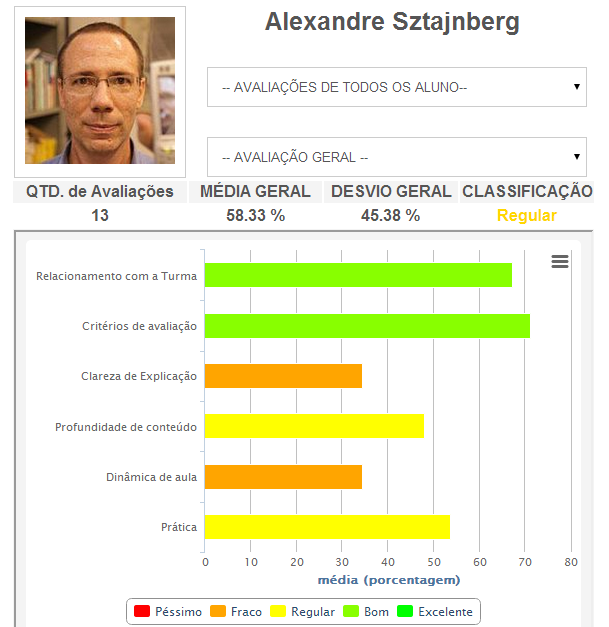 Alexandre Sztajnberg
-- AVALIAÇÕES DE TODOS OS ALUNO--
-- AVALIAÇÃO GERAL --
QTD. de Avaliações MÉDIA GERAL DESVIO GERAL CLASSIFICAÇÃO
13 58.33 % 45.38 % Regular
Relacionamento com a Turma
Critérios de avaliação
Clareza de Explicação
Profundidade de conteúdo
Dinâmica de aula
Prática
0 10 20 30 40 50 60 70 80
média (porcentagem)
Péssimo Fraco Regular Bom Excelente